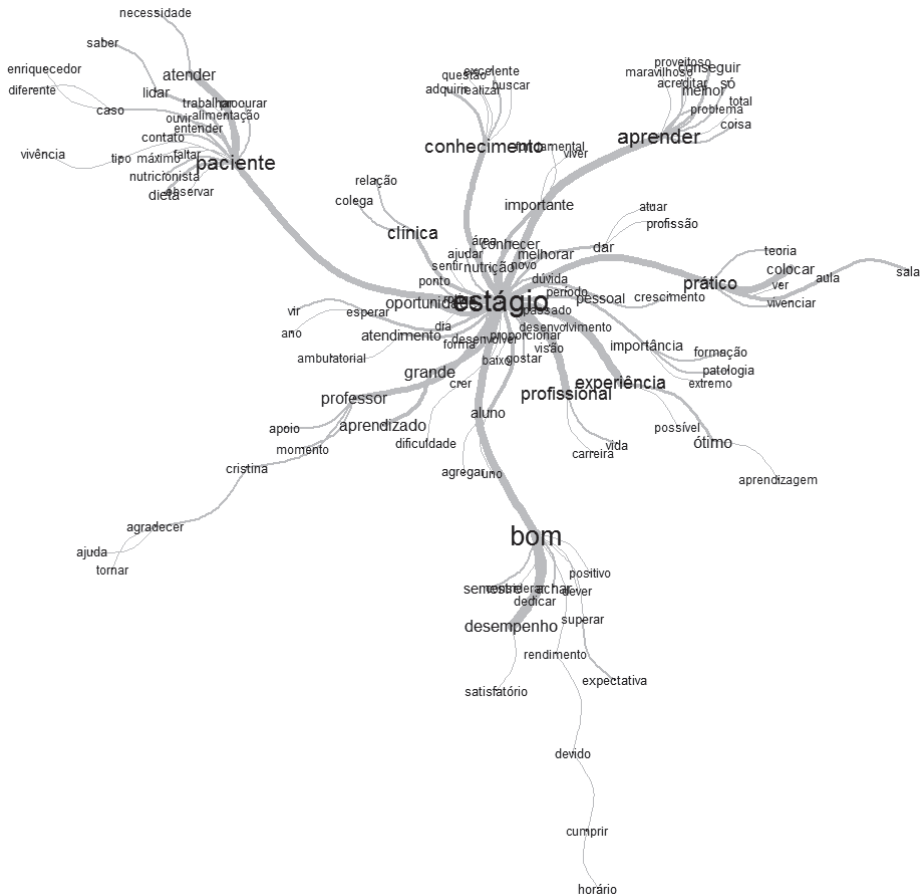 necessidade
saber
enriquecedor
diferente
atender
lidar
trabalhar
procurar
caso
alimentação
ouvir
entender
contato
vivência
tipo
máximo
faltar
paciente
nutricionista
dieta
observar
excelente
questão
buscar
adquirir
realizar
conhecimento
proveitoso
conseguir
maravilhoso
acreditar
só
melhor
total
problema
coisa
aprender
fundamental
viver
relação
colega
clínica
importante
atuar
profissão
área
conhecer
melhorar
dar
ajudar
sentir
nutrição
novo
ponto
dúvida
teoria
colocar
aula
sala
prático
ver
vivenciar
período
pessoal
crescimento
oportunidade
estágio
passado
vir
esperar
ano
dia
atendimento
forma
desenvolver
proporcionar
desenvolvimento
visão
importância
formação
ambulatorial
baixo
gostar
patologia
extremo
grande
crer
experiência
profissional
professor
aluno
apoio
aprendizado
momento
dificuldade
vida
carreira
possível
ótimo
cristina
agregar
uno
aprendizagem
agradecer
ajuda
tornar
bom
positivo
semestre
considerar
achar
dever
dedicar
desempenho
superar
rendimento
satisfatório
expectativa
devido
cumprir
horário